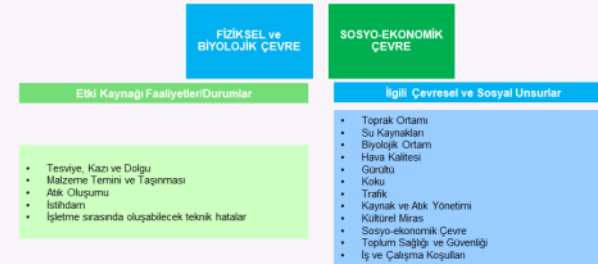 FİZİKSEL ve
BİYOLOJİK ÇEVRE
SOSYO-EKONOMİK
ÇEVRE
Etki Kaynağı Faaliyetler/Durumlar
• Tesviye, Kazı ve Dolgu
• Malzeme Temini ve Taşınması
• Atık Oluşumu
• İstihdam
• İşletme sırasında oluşabilecek teknik hatalar
İlgili Çevresel ve Sosyal Unsurlar
• Toprak Ortamı
• Su Kaynakları
• Biyolojik Ortam
• Hava Kalitesi
• Gürültü
• Koku
• Trafik
• Kaynak ve Atık Yönetimi
• Kültürel Miras
• Sosyo-ekonomik Çevre
• Toplum Sağlığı ve Güvenliği
• İş ve Çalışma Koşulları